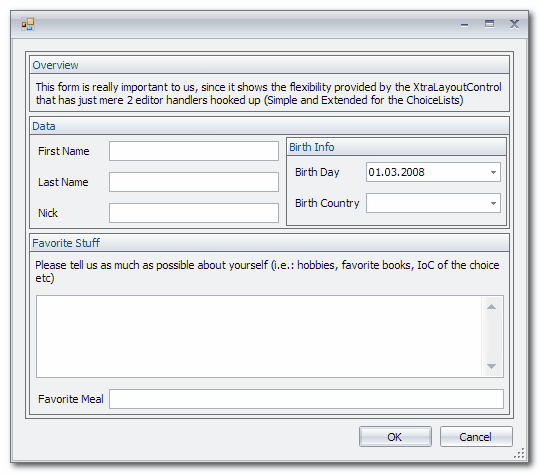 Overview
This form is really important to us, since it shows the flexibility provided by the XtraLayoutControl
that has just mere 2 editor handlers hooked up (Simple and Extended for the ChoiceLists)
Data
First Name
Last Name
Nick
Birth Info
Birth Day 01.03.2008
Birth Country
Favorite Stuff
Please tell us as much as possible about yourself (i.e.: hobbies, favorite books, IoC of the choice
etc)
Favorite Meal
OK Cancel